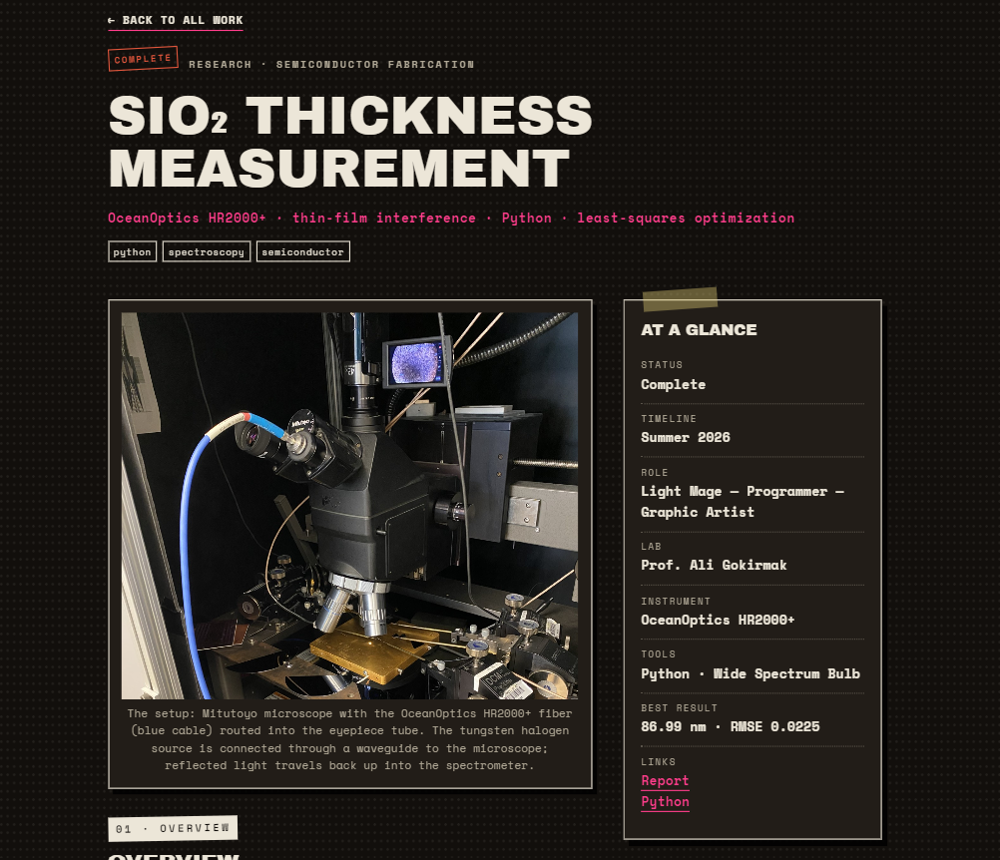 ← BACK TO ALL WORK
COMPLETE
RESEARCH · SEMICONDUCTOR FABRICATION
SIO₂ THICKNESS
MEASUREMENT
OceanOptics HR2000+ · thin-film interference · Python · least-squares optimization
python
spectroscopy
semiconductor
Mitutoyo
The setup: Mitutoyo microscope with the OceanOptics HR2000+ fiber
(blue cable) routed into the eyepiece tube. The tungsten halogen
source is connected through a waveguide to the microscope;
reflected light travels back up into the spectrometer.
AT A GLANCE
STATUS
Complete
TIMELINE
Summer 2026
ROLE
Light Mage — Programmer —
Graphic Artist
LAB
Prof. Ali Gokirmak
INSTRUMENT
OceanOptics HR2000+
TOOLS
Python · Wide Spectrum Bulb
BEST RESULT
86.99 nm · RMSE 0.0225
LINKS
Report
Python
01 · OVERVIEW
OVERVIEW